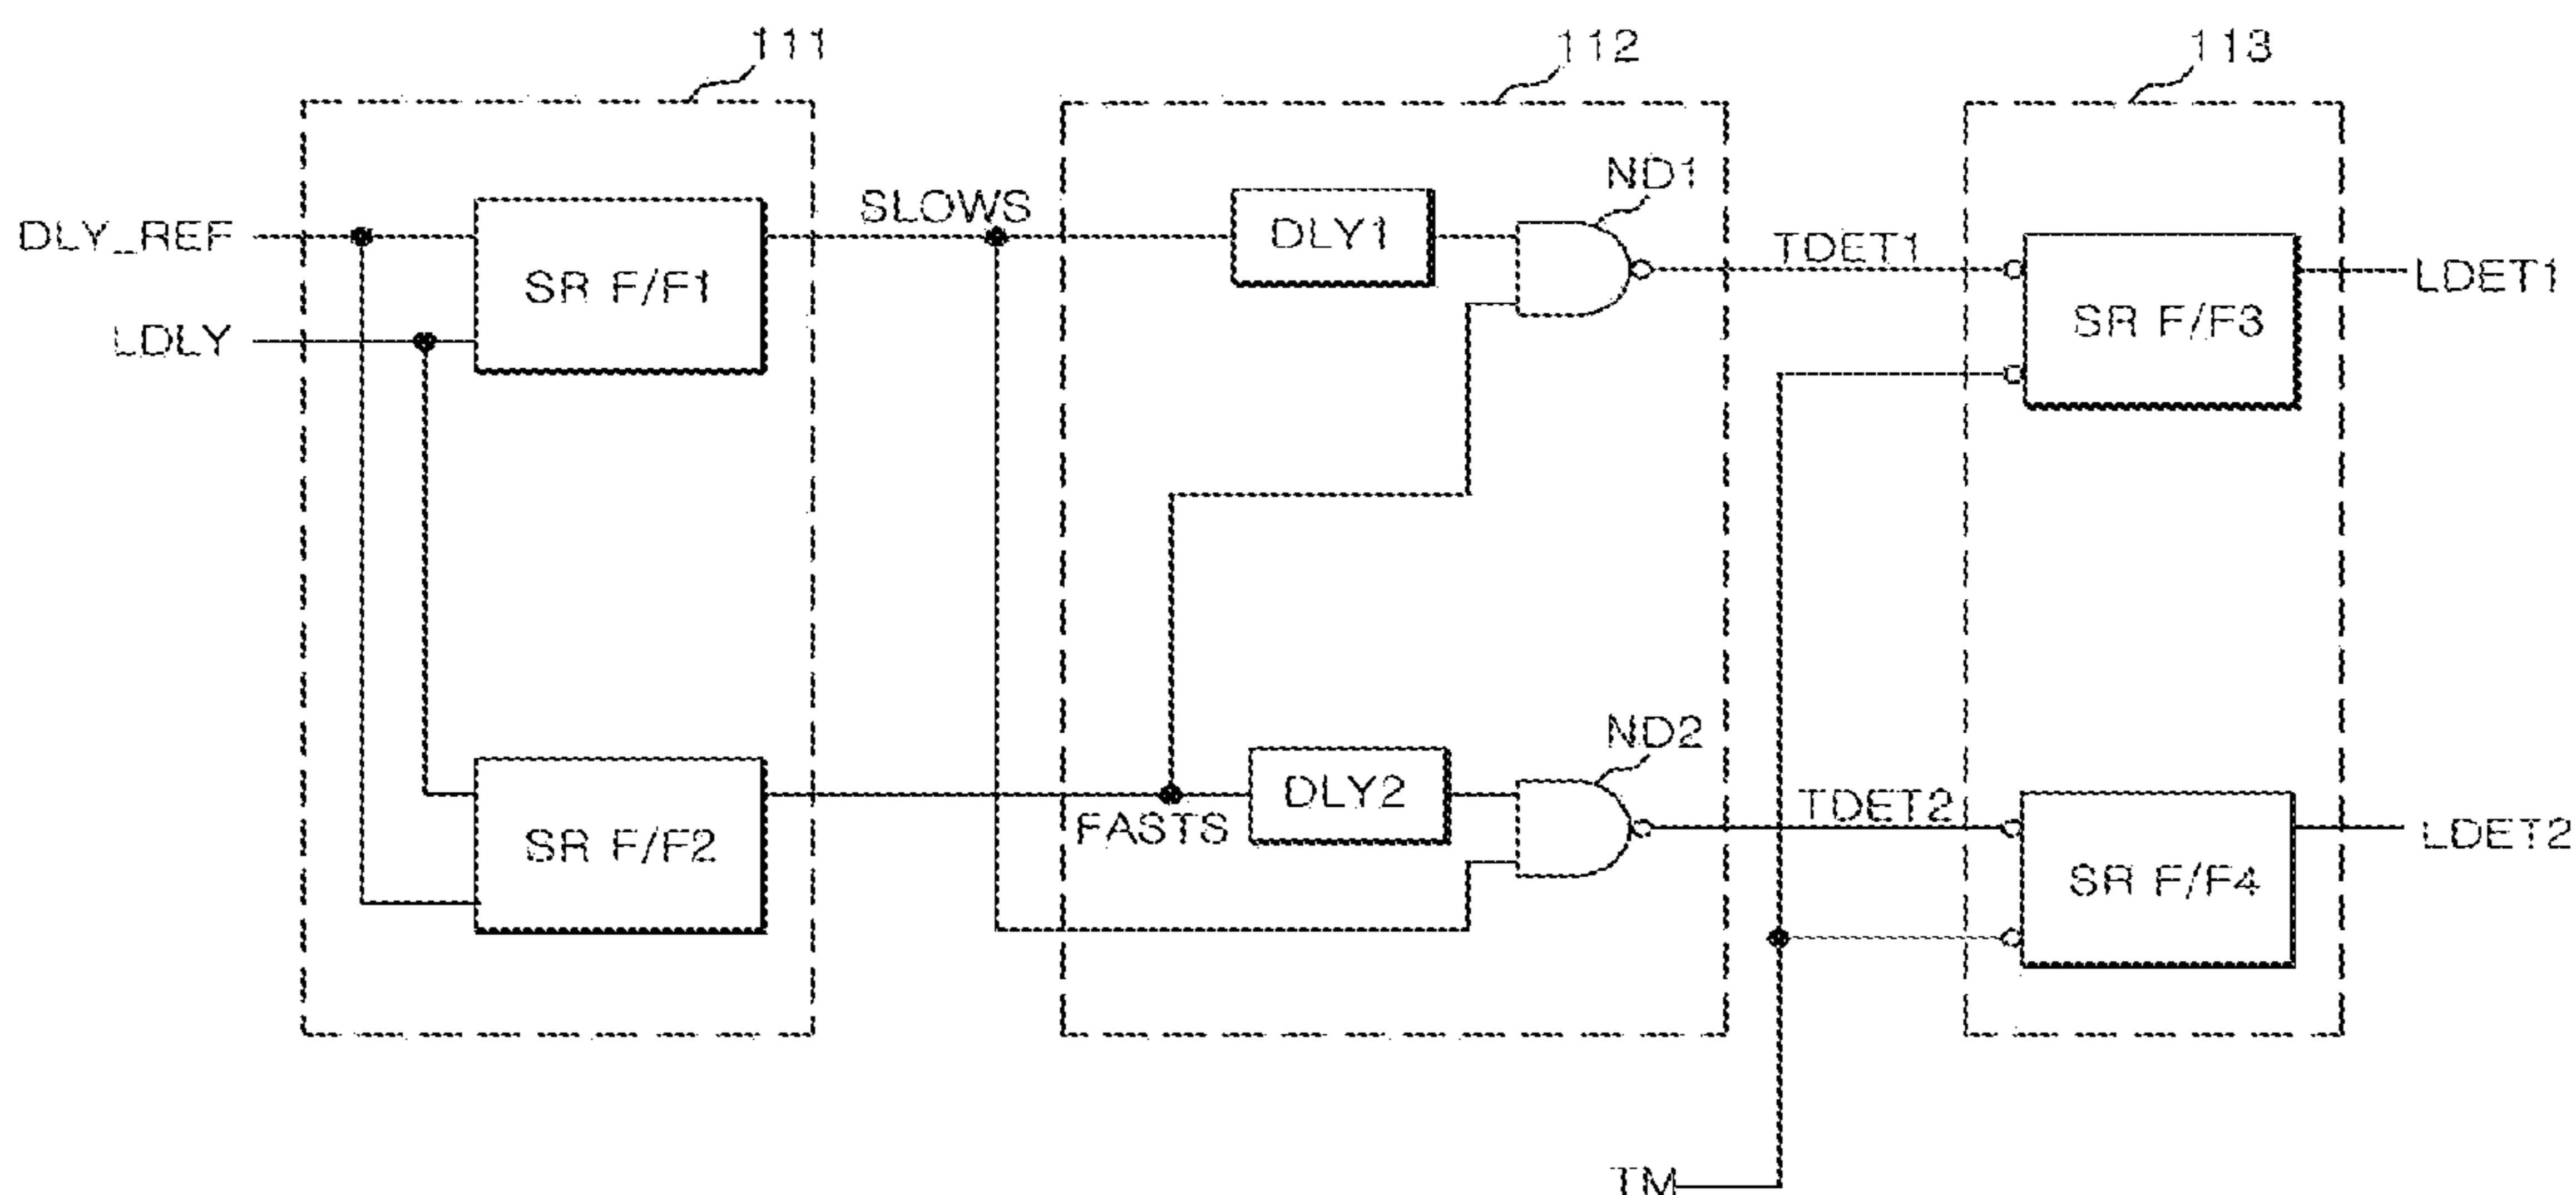 111
112
113
DLY_REF
LDLY
SR F/F1
SLOWS
DLY1
ND1
TDET1
SR F/F3
LDET1
SR F/F2
FASTS
DLY2
ND2
TDET2
SR F/F4
LDET2
TM